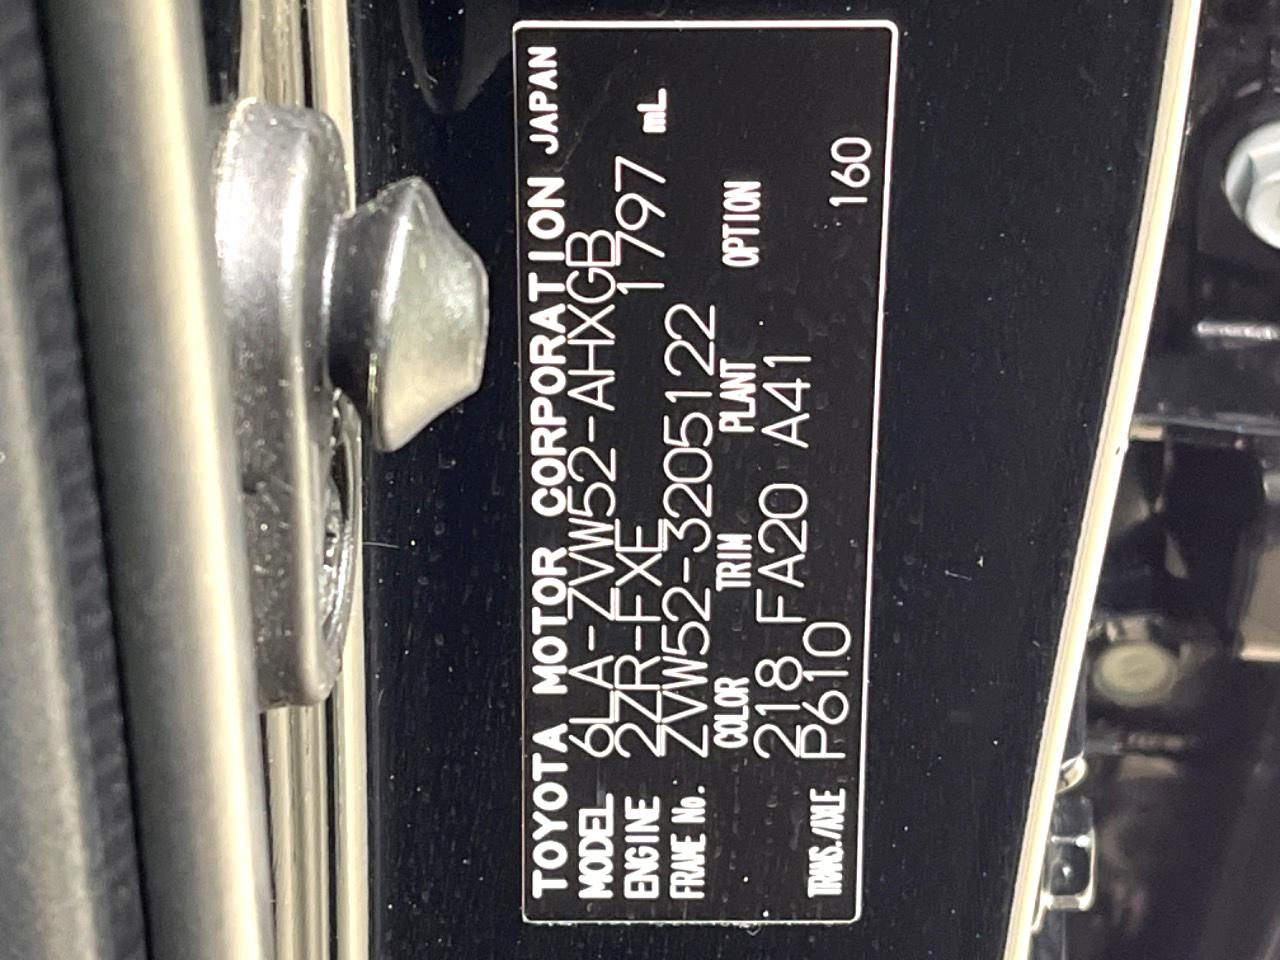 TOYOTA MOTOR CORPORATION JAPAN
MODEL 6LA-ZVW52-AHXGB
ENGINE 2ZR-FXE 1797 mL
FRAME No. ZVW52-3205122
COLOR TRIM PLANT OPTION
218 FA20 A41
TRANS./AXLE P610 160